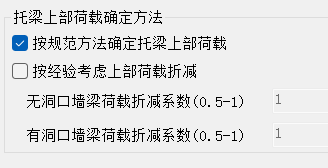 托梁上部荷载确定方法
按规范方法确定托梁上部荷载
按经验考虑上部荷载折减
无洞口墙梁荷载折减系数(0.5-1) 1
有洞口墙梁荷载折减系数(0.5-1) 1